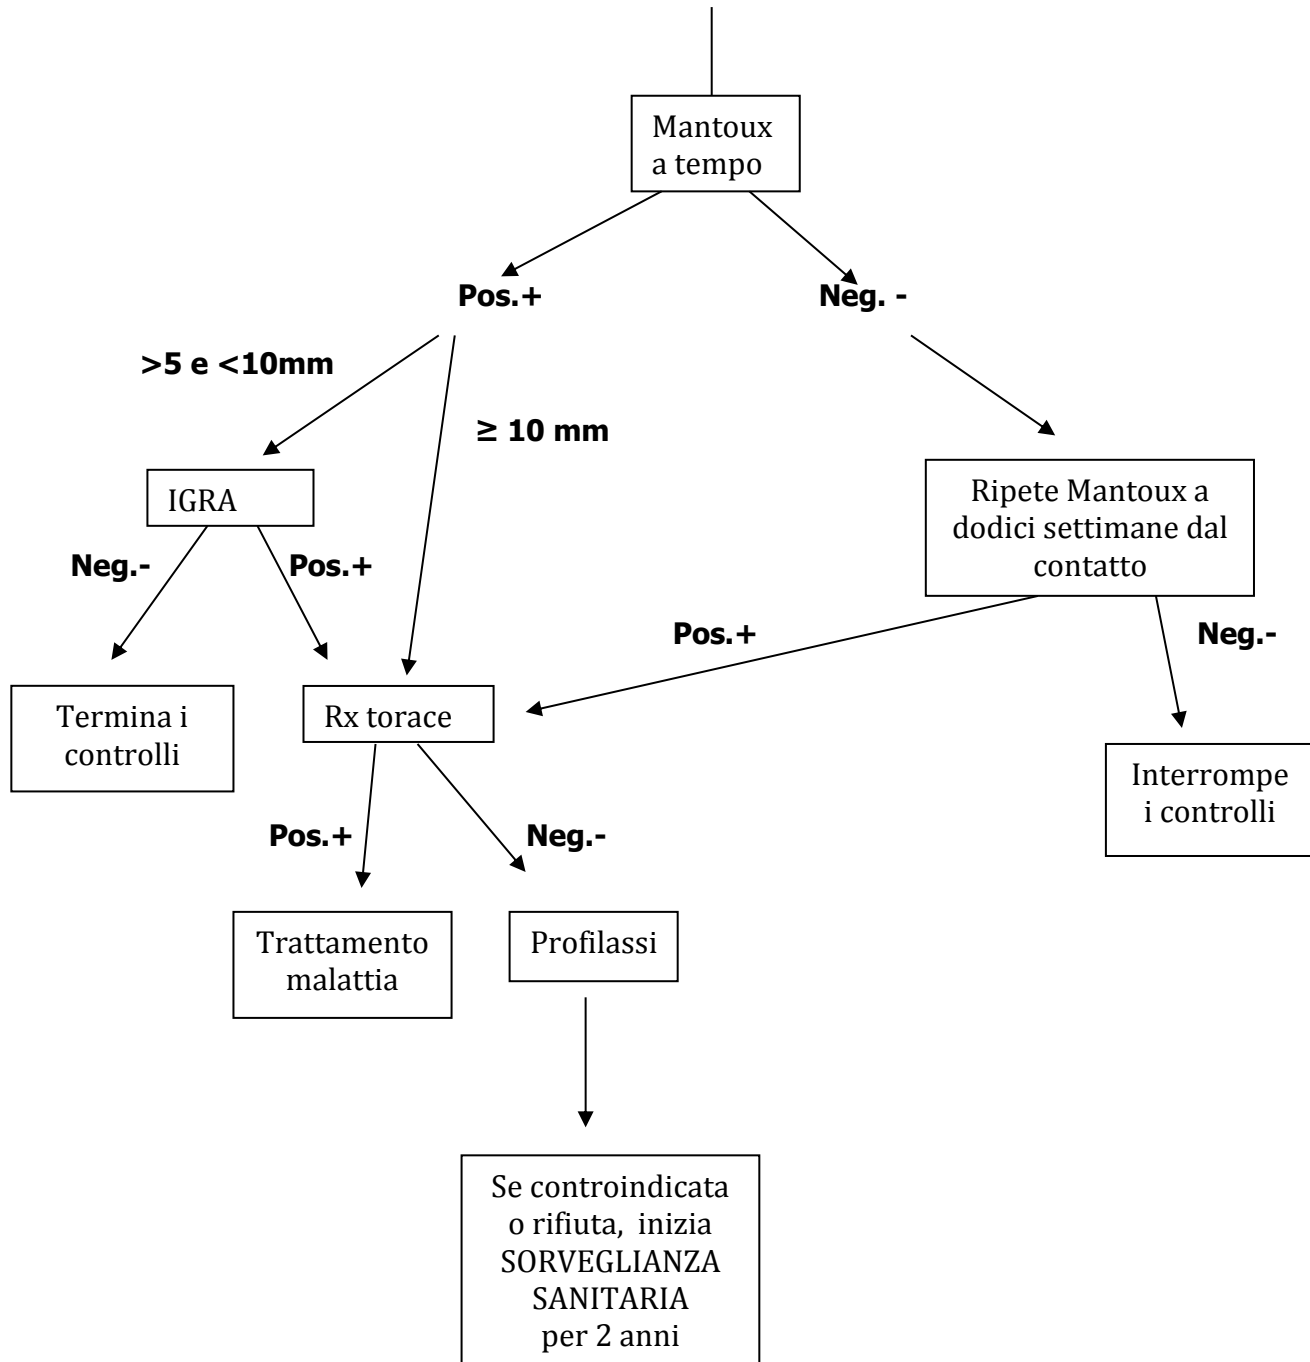 Mantoux
a tempo
Pos.+
Neg. -
>5 e <10mm
≥ 10 mm
IGRA
Ripete Mantoux a
dodici settimane dal
contatto
Neg.-
Pos.+
Pos.+
Neg.-
Termina i
controlli
Rx torace
Interrompe
i controlli
Pos.+
Neg.-
Trattamento
malattia
Profilassi
Se controindicata
o rifiuta, inizia
SORVEGLIANZA
SANITARIA
per 2 anni